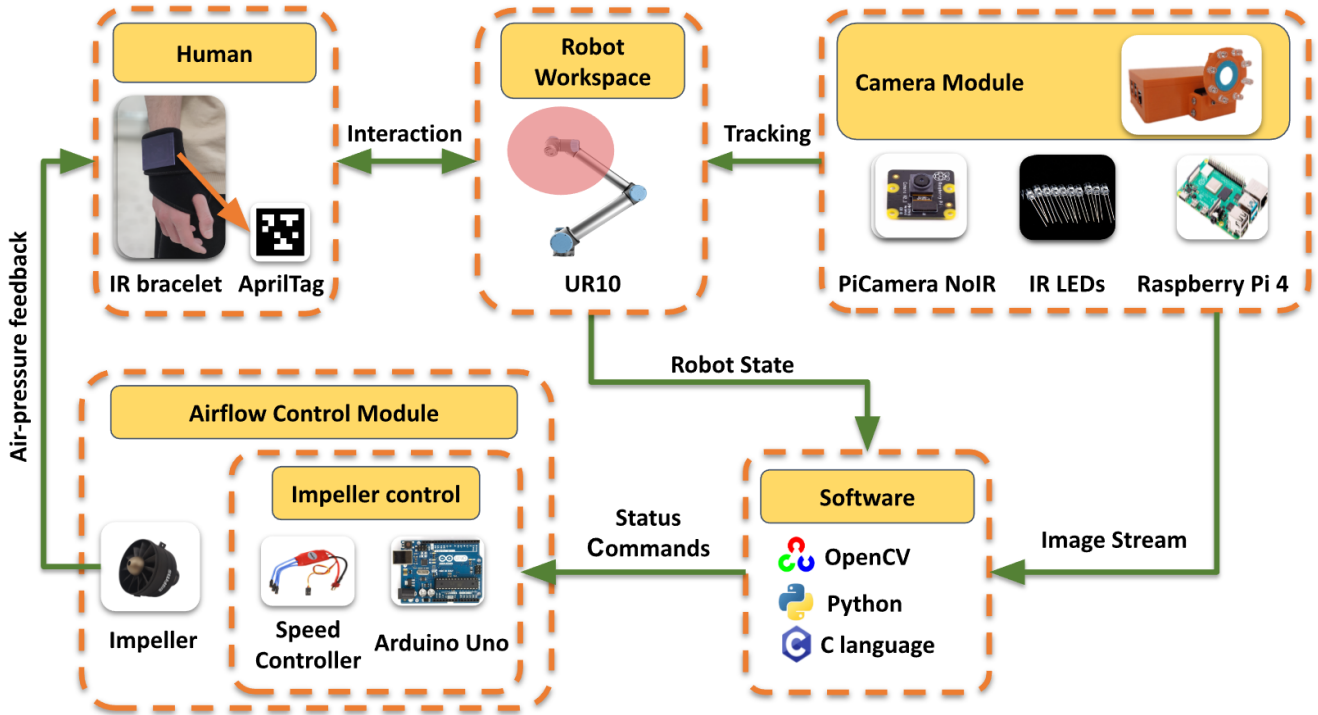 Human
IR bracelet
AprilTag
Interaction
Robot
Workspace
UR10
Tracking
Camera Module
PiCamera NoIR
IR LEDs
Raspberry Pi 4
Air-pressure feedback
Robot State
Airflow Control Module
Impeller control
Impeller
Speed
Controller
Arduino Uno
Status
Commands
Software
OpenCV
Python
C language
Image Stream